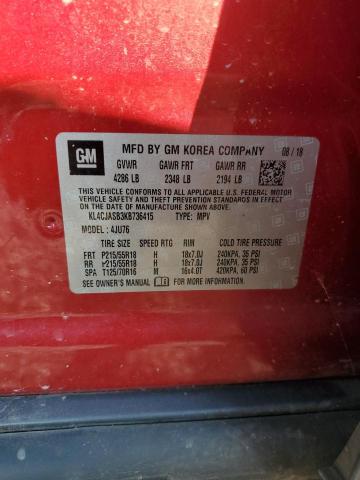 GM
MFD BY GM KOREA COMPANY 08 / 18
GVWR GAWR FRT GAWR RR
4286 LB 2348 LB 2194 LB
THIS VEHICLE CONFORMS TO ALL APPLICABLE U.S. FEDERAL MOTOR
VEHICLE SAFETY, BUMPER, AND THEFT PREVENTION STANDARDS
IN EFFECT ON THE DATE OF MANUFACTURE SHOWN ABOVE.
KL4CJASB3KB736415 TYPE: MPV
MODEL: 4JU76
TIRE SIZE SPEED RTG RIM COLD TIRE PRESSURE
FRT P215/55R18 H 18x7.0J 240KPA, 35 PSI
RR P215/55R18 H 18x7.0J 240KPA, 35 PSI
SPA T125/70R16 M 16x4.0T 420KPA, 60 PSI
SEE OWNER'S MANUAL FOR MORE INFORMATION.